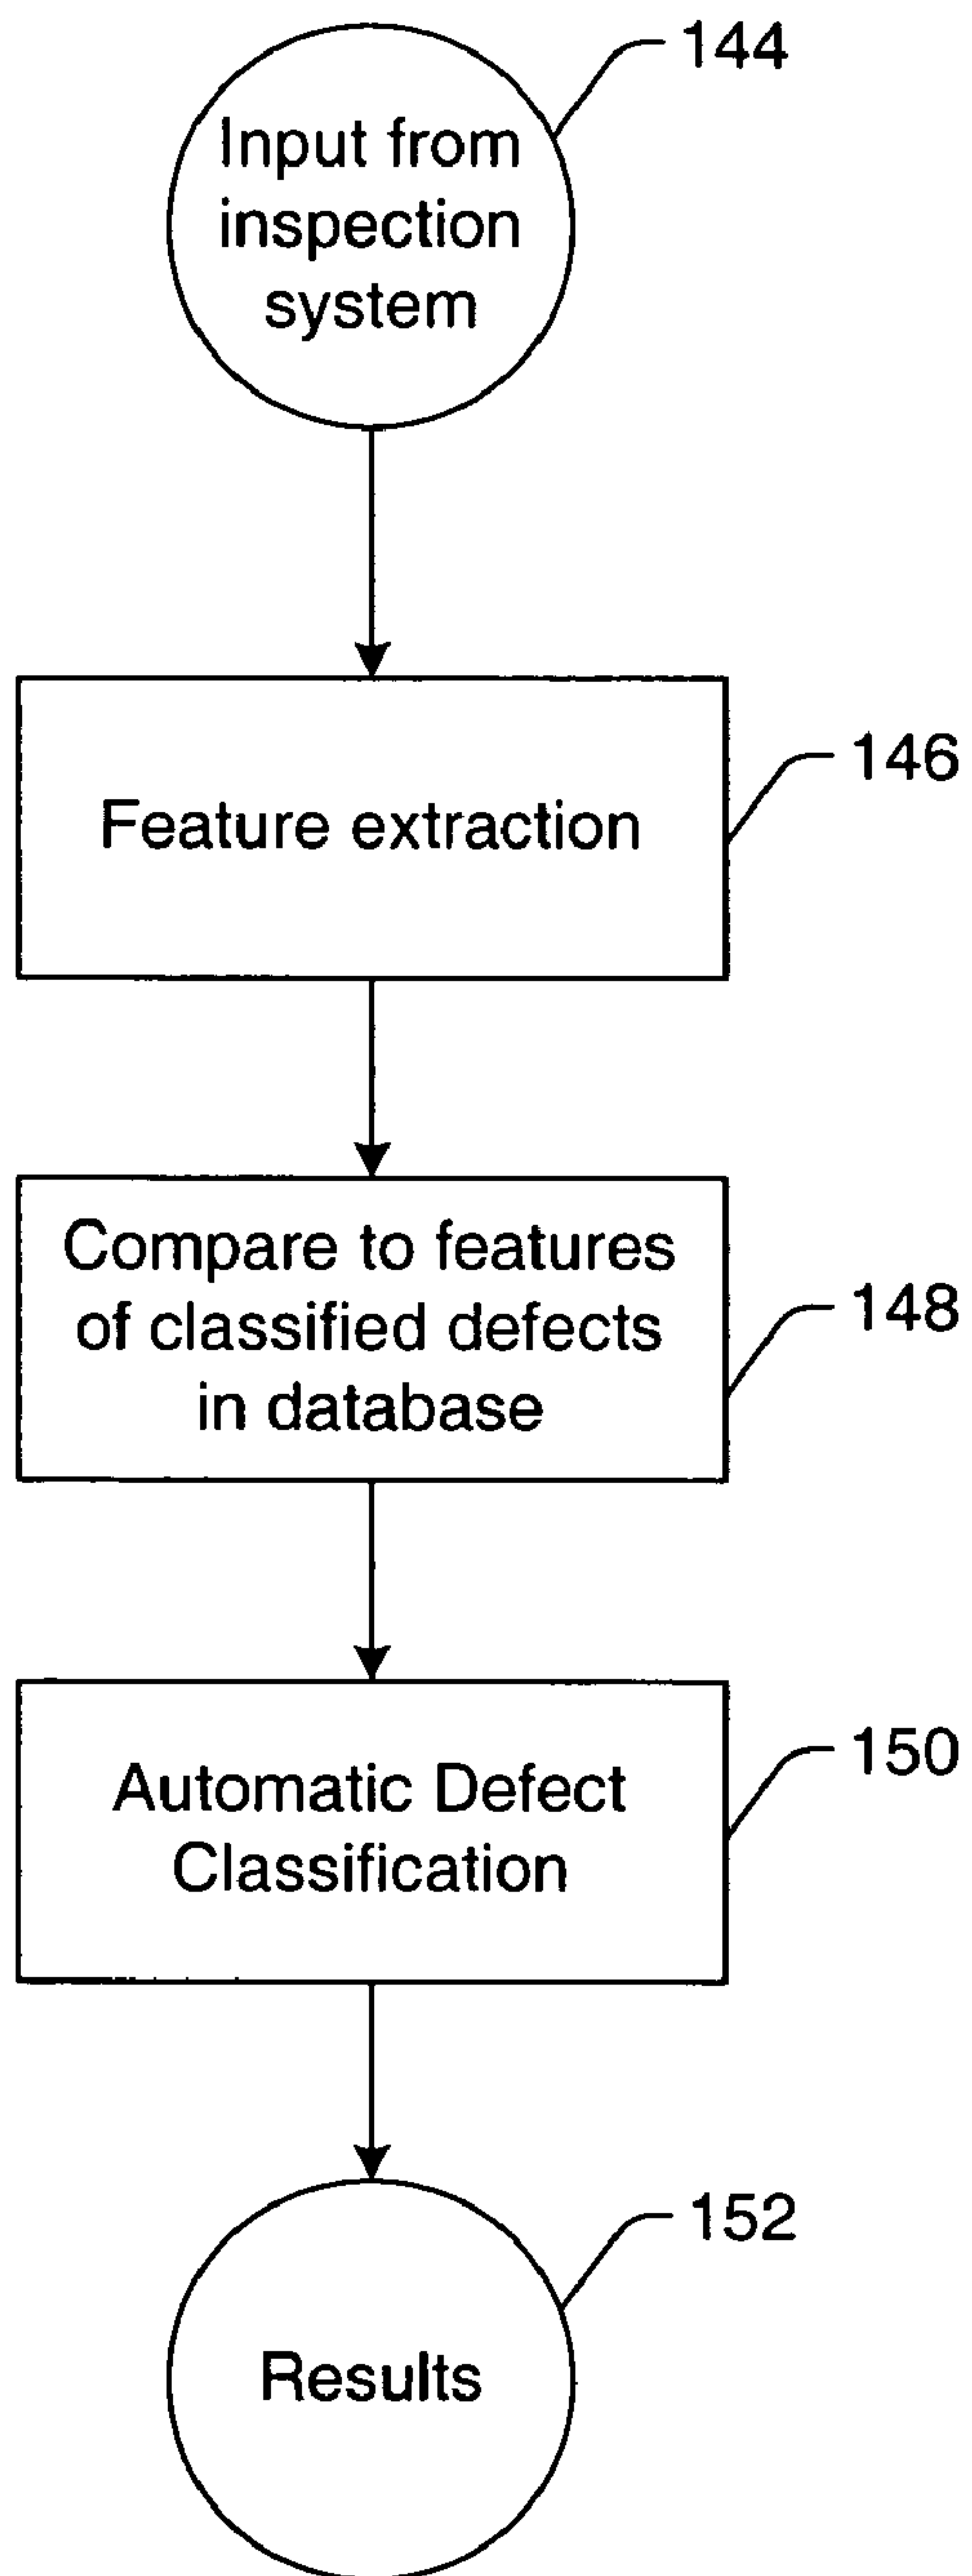 144
Input from
inspection
system
146
Feature extraction
Compare to features
148
of classified defects
in database
150
Automatic Defect
Classification
152
Results